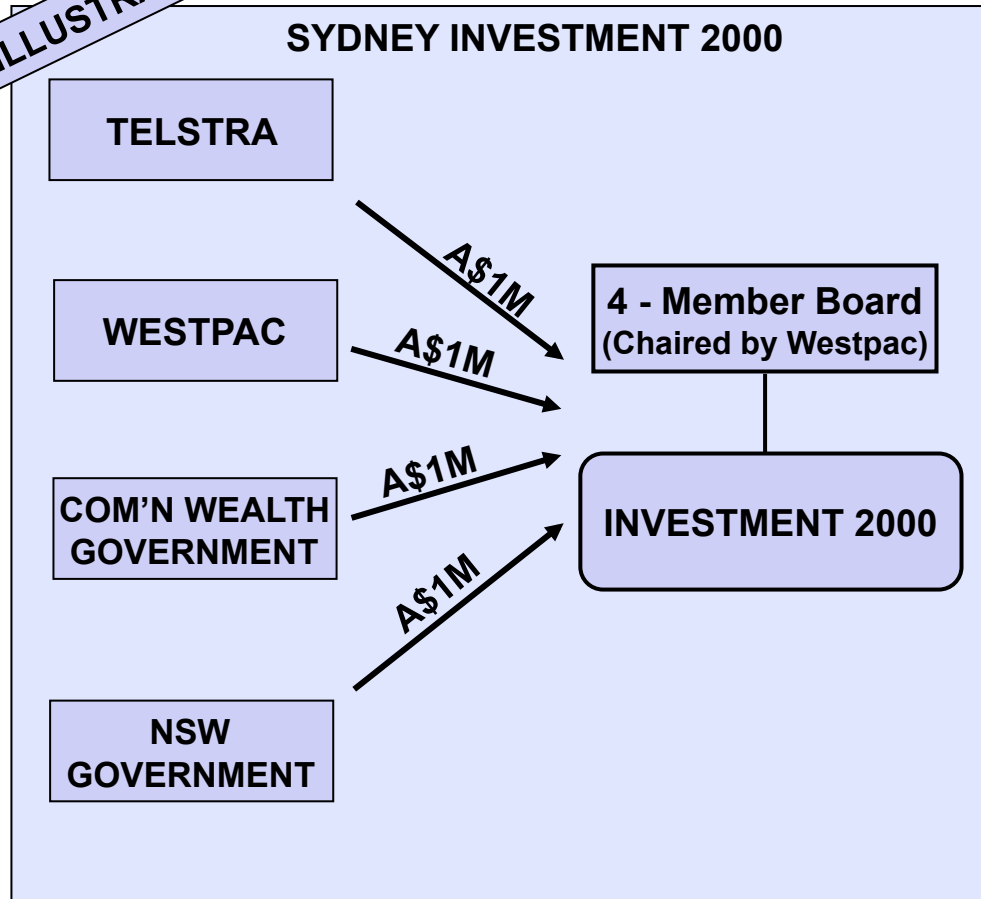 SYDNEY INVESTMENT 2000
TELSTRA
A$1M
WESTPAC
A$1M
4 - Member Board
(Chaired by Westpac)
COM’N WEALTH
GOVERNMENT
A$1M
INVESTMENT 2000
NSW
GOVERNMENT
A$1M